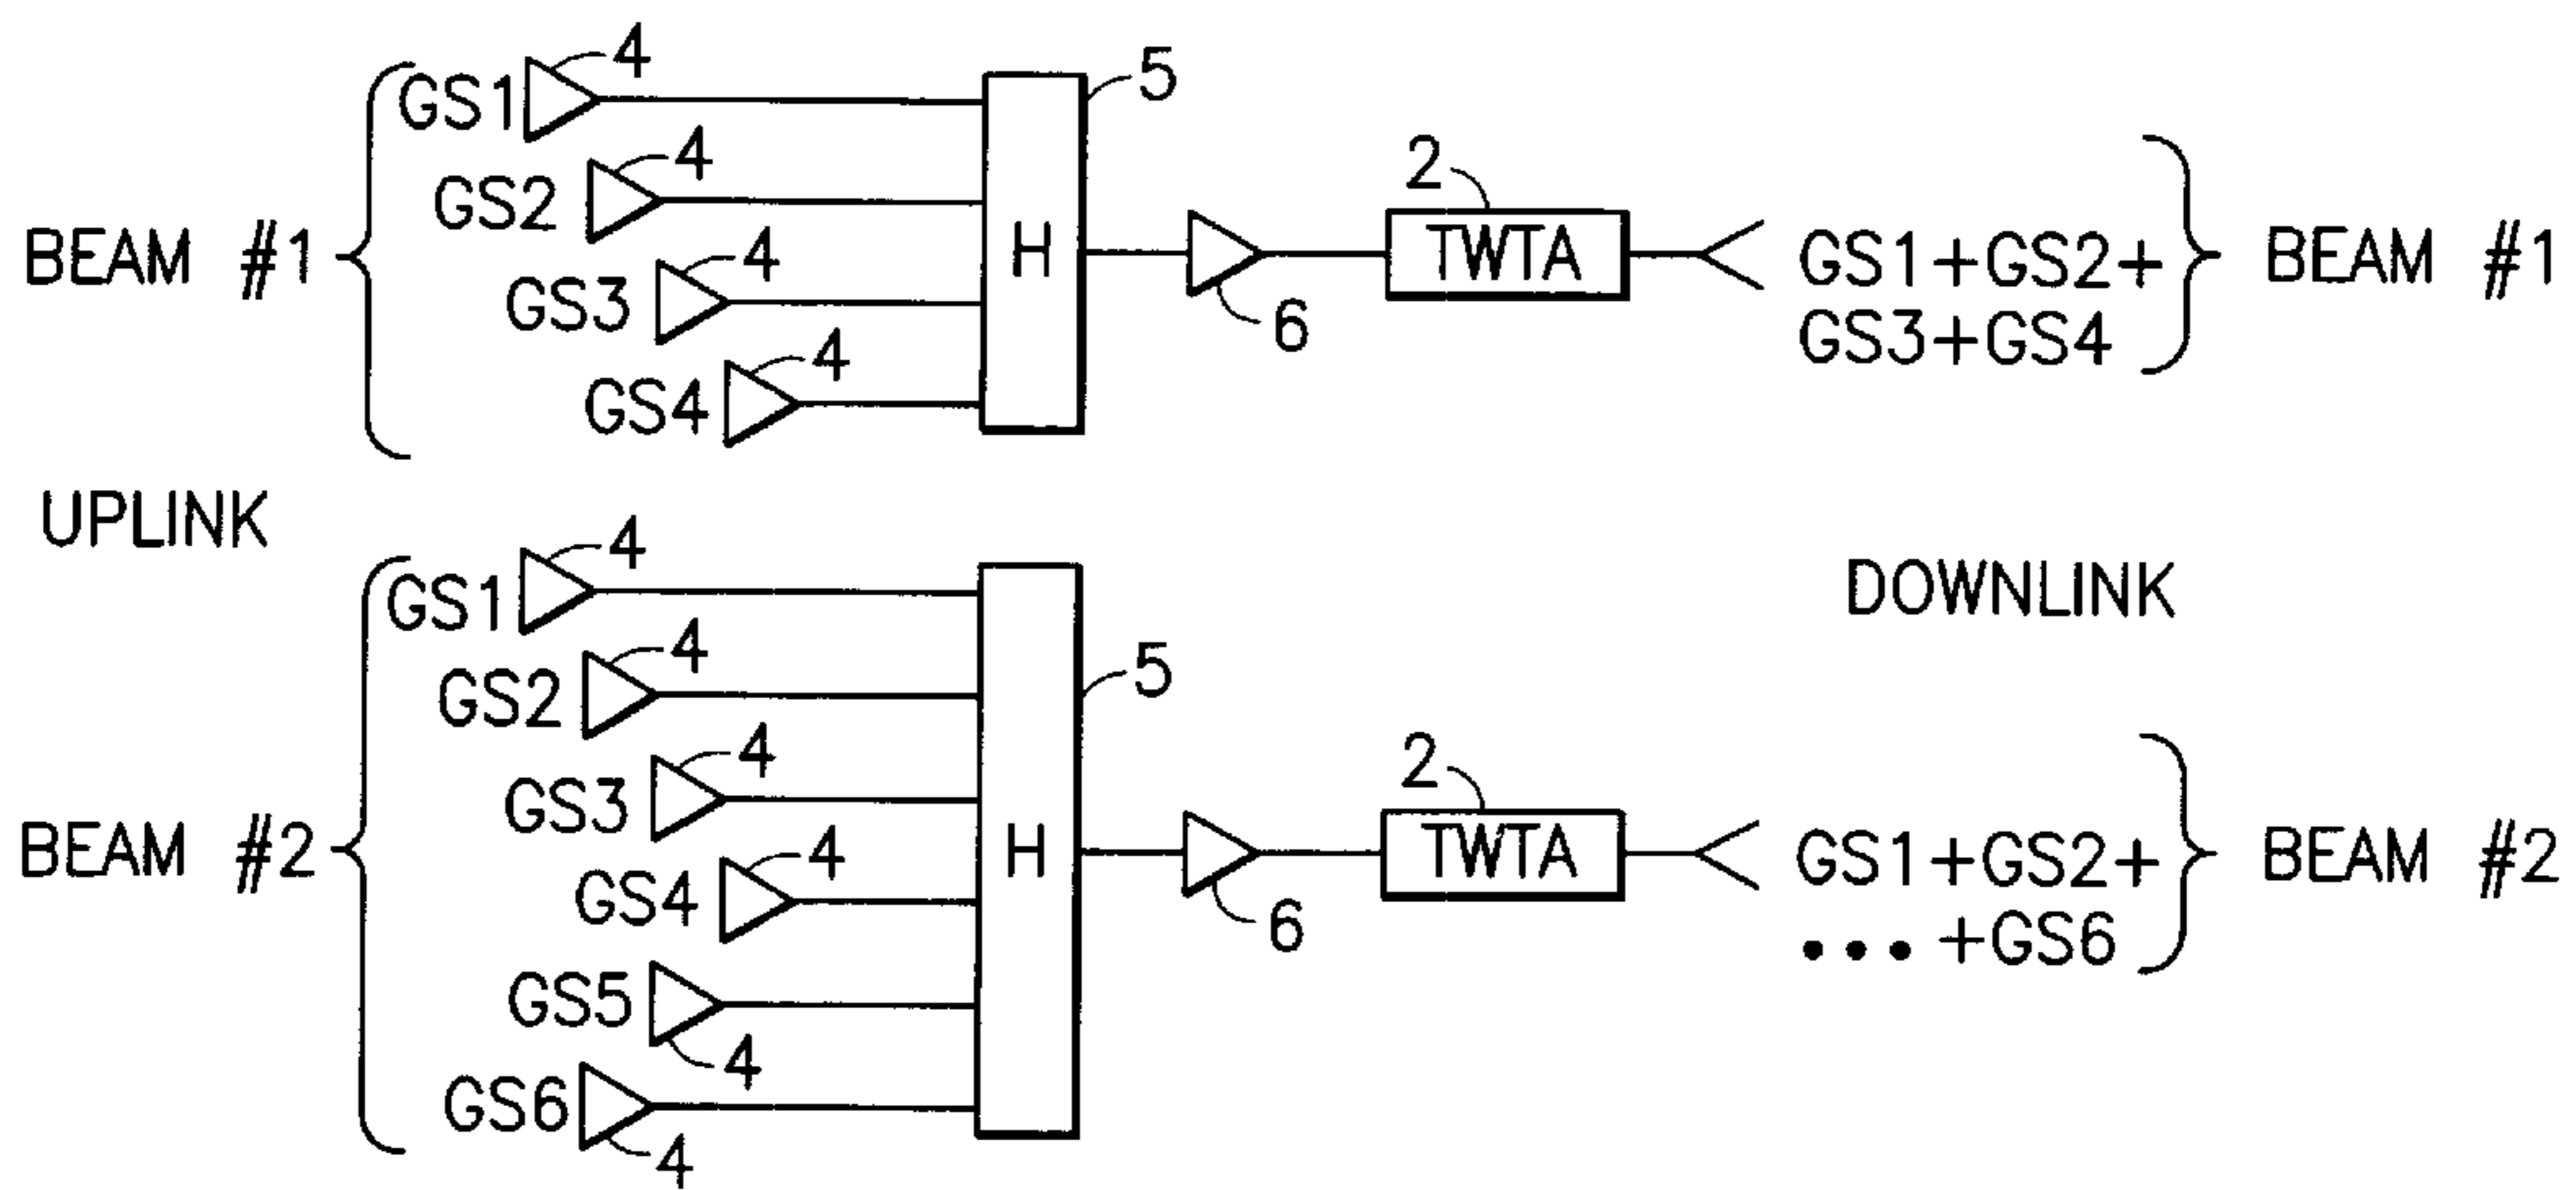 BEAM #1
GS1
4
GS2
4
GS3
4
GS4
4
5
H
6
2
TWTA
GS1+GS2+
GS3+GS4
BEAM #1
UPLINK
DOWNLINK
BEAM #2
GS1
4
GS2
4
GS3
4
GS4
4
GS5
4
GS6
4
5
H
6
2
TWTA
GS1+GS2+
••• +GS6
BEAM #2